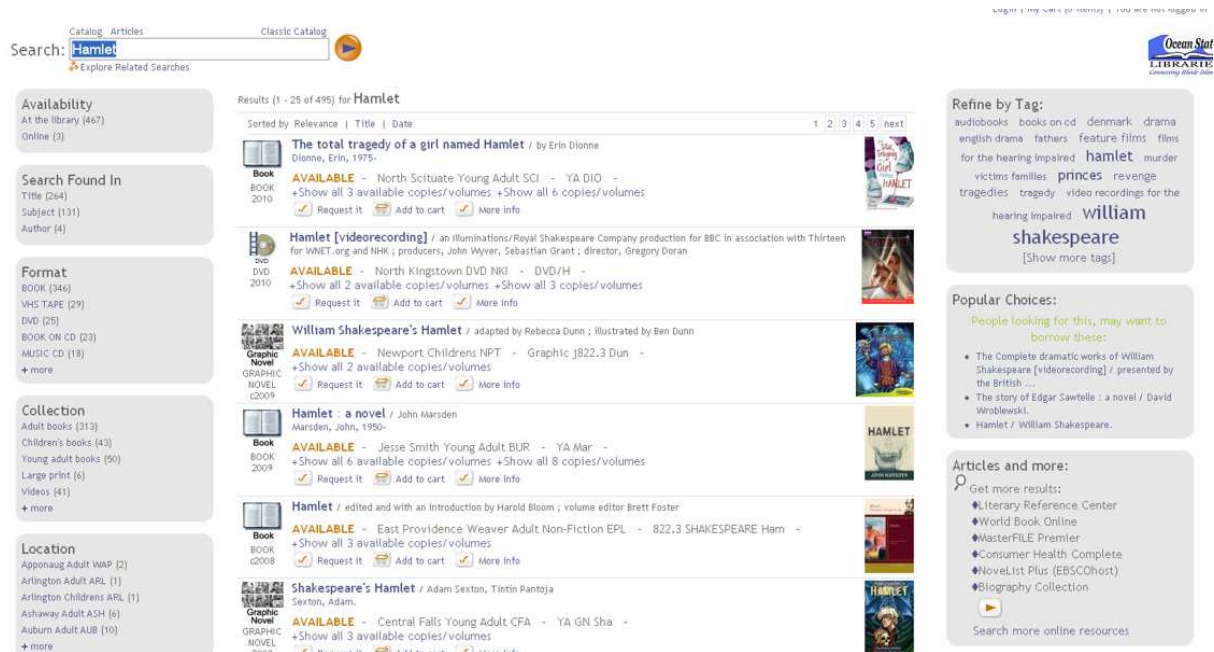 Login | My Cart (0 items) | You are not logged in
Catalog Articles Classic Catalog
Search: Hamlet
Explore Related Searches
Ocean Stat
LIBRARIE
Connecting Rhode Islan
Availability
At the library (467)
Online (3)
Search Found In
Title (264)
Subject (131)
Author (4)
Format
BOOK (346)
VHS TAPE (29)
DVD (25)
BOOK ON CD (23)
MUSIC CD (18)
+ more
Collection
Adult books (313)
Children's books (43)
Young adult books (50)
Large print (6)
Videos (41)
+ more
Location
Apponaug Adult WAP (2)
Arlington Adult ARL (1)
Arlington Childrens ARL (1)
Ashaway Adult ASH (6)
Auburn Adult AUB (10)
+ more
Results (1 - 25 of 495) for Hamlet
Sorted by Relevance | Title | Date 1 2 3 4 5 next
Book
BOOK
2010
The total tragedy of a girl named Hamlet / by Erin Dionne
Dionne, Erin, 1975-
AVAILABLE - North Scituate Young Adult SCI - YA DIO -
+Show all 3 available copies/volumes +Show all 6 copies/volumes
Request it Add to cart More info
total
tragedy
Girl
HAMLET
DVD
DVD
2010
Hamlet [videorecording] / an Illuminations/Royal Shakespeare Company production for BBC in association with Thirteen
for WNET.org and NHK ; producers, John Wyver, Sebastian Grant ; director, Gregory Doran
AVAILABLE - North Kingstown DVD NKI - DVD/H -
+Show all 2 available copies/volumes +Show all 3 copies/volumes
Request it Add to cart More info
Graphic
Novel
GRAPHIC
NOVEL
c2009
William Shakespeare's Hamlet / adapted by Rebecca Dunn ; illustrated by Ben Dunn
AVAILABLE - Newport Childrens NPT - Graphic j822.3 Dun -
+Show all 2 available copies/volumes
Request it Add to cart More info
Book
BOOK
2009
Hamlet : a novel / John Marsden
Marsden, John, 1950-
AVAILABLE - Jesse Smith Young Adult BUR - YA Mar -
+Show all 6 available copies/volumes +Show all 8 copies/volumes
Request it Add to cart More info
HAMLET
JOHN MARSDEN
Book
BOOK
c2008
Hamlet / edited and with an introduction by Harold Bloom ; volume editor Brett Foster
AVAILABLE - East Providence Weaver Adult Non-Fiction EPL - 822.3 SHAKESPEARE Ham -
+Show all 3 available copies/volumes
Request it Add to cart More info
Graphic
Novel
GRAPHIC
NOVEL
Shakespeare's Hamlet / Adam Sexton, Tintin Pantoja
Sexton, Adam.
AVAILABLE - Central Falls Young Adult CFA - YA GN Sha -
+Show all 3 available copies/volumes
Request it Add to cart More info
HAMLET
Refine by Tag:
audiobooks books on cd denmark drama
english drama fathers feature films films
for the hearing impaired hamlet murder
victims families princes revenge
tragedies tragedy video recordings for the
hearing impaired william
shakespeare
[Show more tags]
Popular Choices:
People looking for this, may want to
borrow these:
The Complete dramatic works of William
Shakespeare [videorecording] / presented by
the British ...
The story of Edgar Sawtelle : a novel / David
Wroblewski.
Hamlet / William Shakespeare.
Articles and more:
Get more results:
Literary Reference Center
World Book Online
MasterFILE Premier
Consumer Health Complete
NoveList Plus (EBSCOhost)
Biography Collection
Search more online resources